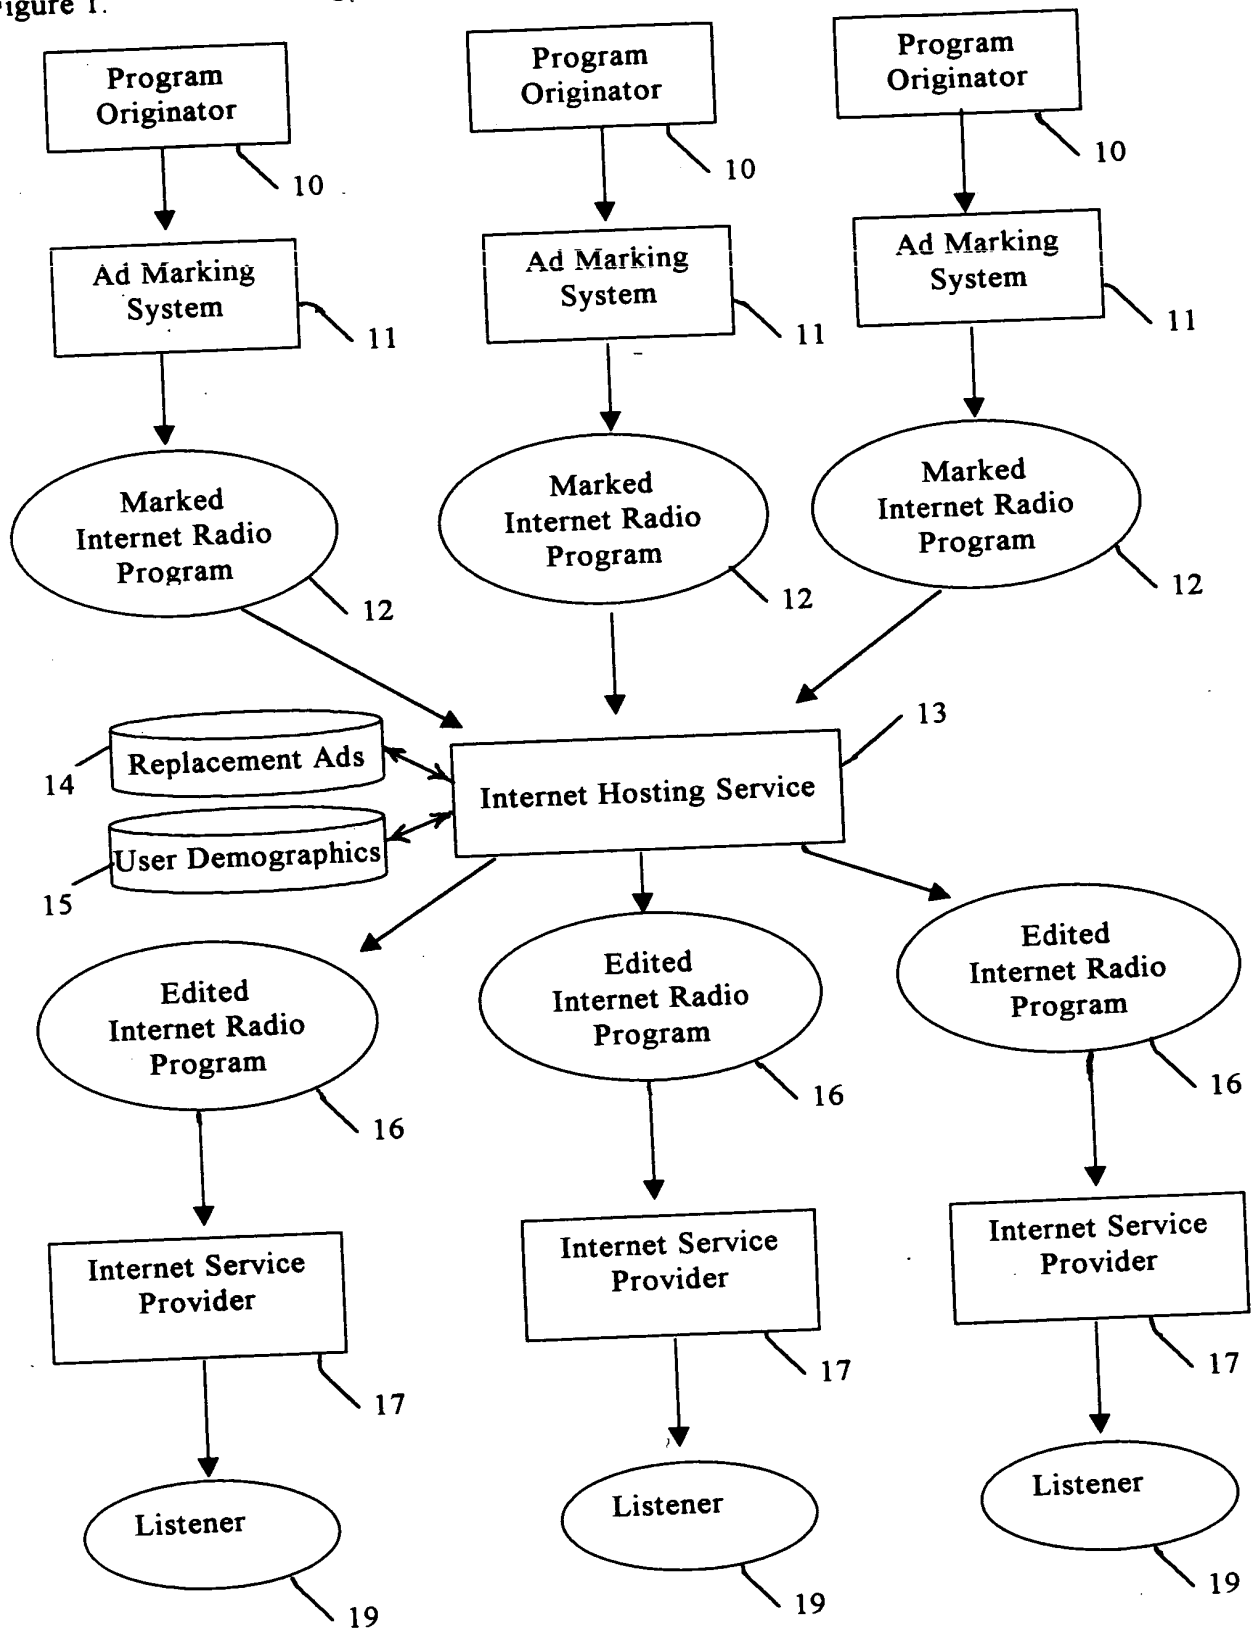 Figure 1.
Program
Originator
10
Program
Originator
10
Program
Originator
10
Ad Marking
System
11
Ad Marking
System
11
Ad Marking
System
11
Marked
Internet Radio
Program
12
Marked
Internet Radio
Program
12
Marked
Internet Radio
Program
12
13
Replacement Ads
14
Internet Hosting Service
User Demographics
15
Edited
Internet Radio
Program
16
Edited
Internet Radio
Program
16
Edited
Internet Radio
Program
16
Internet Service
Provider
17
Internet Service
Provider
17
Internet Service
Provider
17
Listener
19
Listener
19
Listener
19